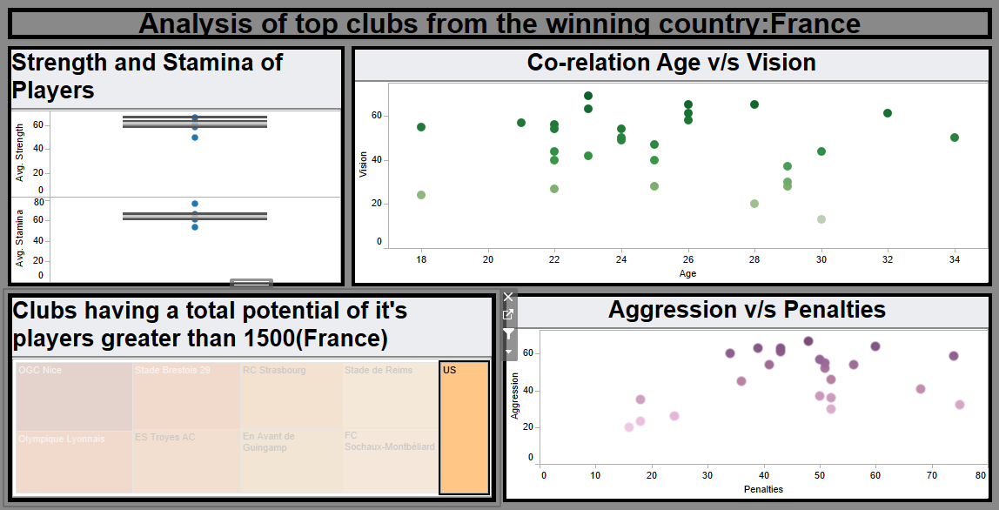 Analysis of top clubs from the winning country:France
Strength and Stamina of
Players
Avg. Strength
60
40
20
0
Avg. Stamina
80
60
40
20
0
Co-relation Age v/s Vision
Vision
60
40
20
0
18
20
22
24
26
28
30
32
34
Age
Clubs having a total potential of it's
players greater than 1500(France)
OGC Nice
Stade Brestois 29
RC Strasbourg
Stade de Reims
US
Olympique Lyonnais
ES Troyes AC
En Avant de
Guingamp
FC
Sochaux-Montbéliard
Aggression v/s Penalties
Aggression
60
40
20
0
0
10
20
30
40
50
60
70
80
Penalties